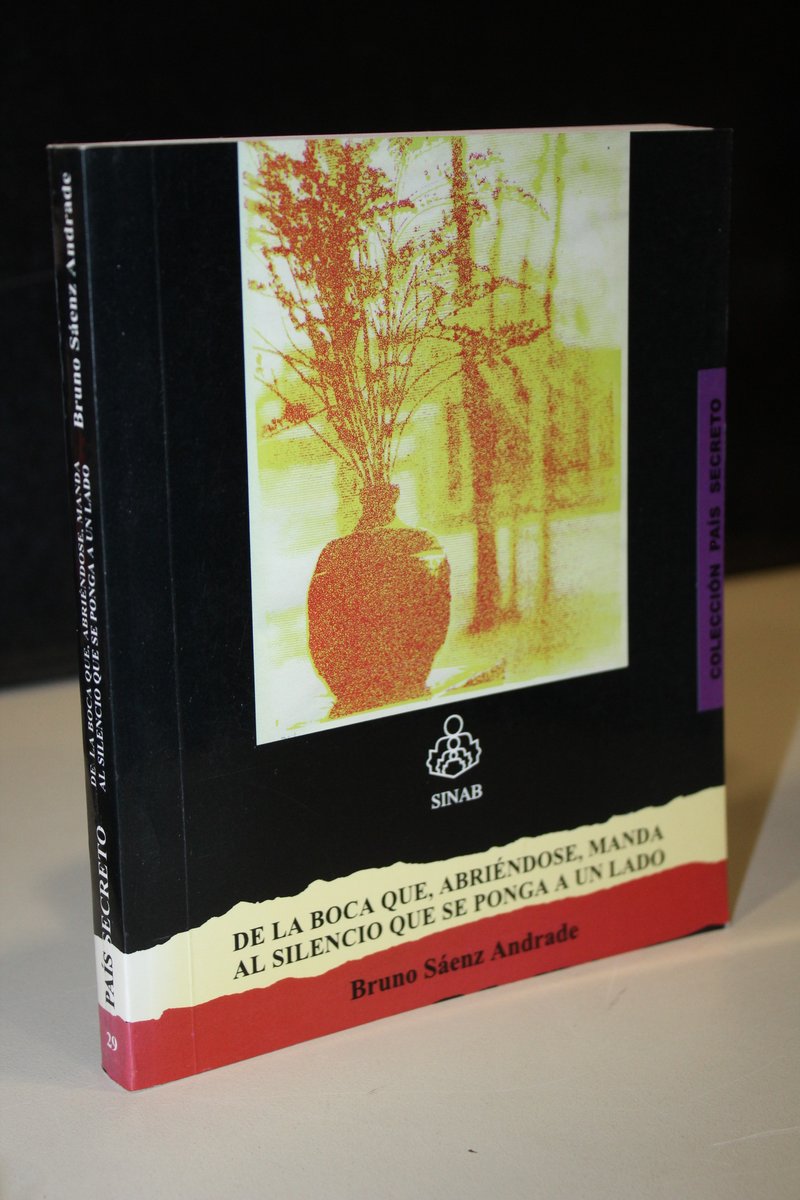 Bruno Sáenz Andrade
DE LA BOCA QUE, ABRIÉNDOSE, MANDA
AL SILENCIO QUE SE PONGA A UN LADO
PAÍS SECRETO
29
COLECCIÓN PAÍS SECRETO
SINAB
DE LA BOCA QUE, ABRIÉNDOSE, MANDA
AL SILENCIO QUE SE PONGA A UN LADO
Bruno Sáenz Andrade